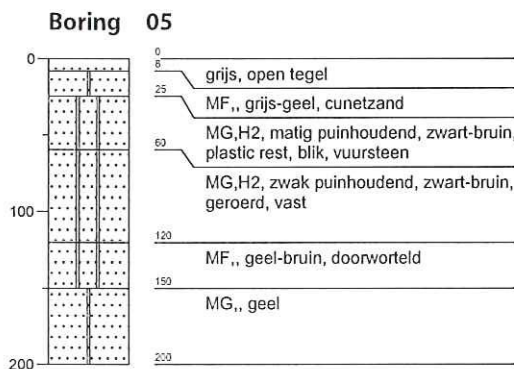 Boring 05
0
0
8
grijs, open tegel
25
MF,, grijs-geel, cunetzand
MG,H2, matig puinhoudend, zwart-bruin,
plastic rest, blik, vuursteen
60
MG,H2, zwak puinhoudend, zwart-bruin,
geroerd, vast
100
120
MF,, geel-bruin, doorworteld
150
MG,, geel
200
200